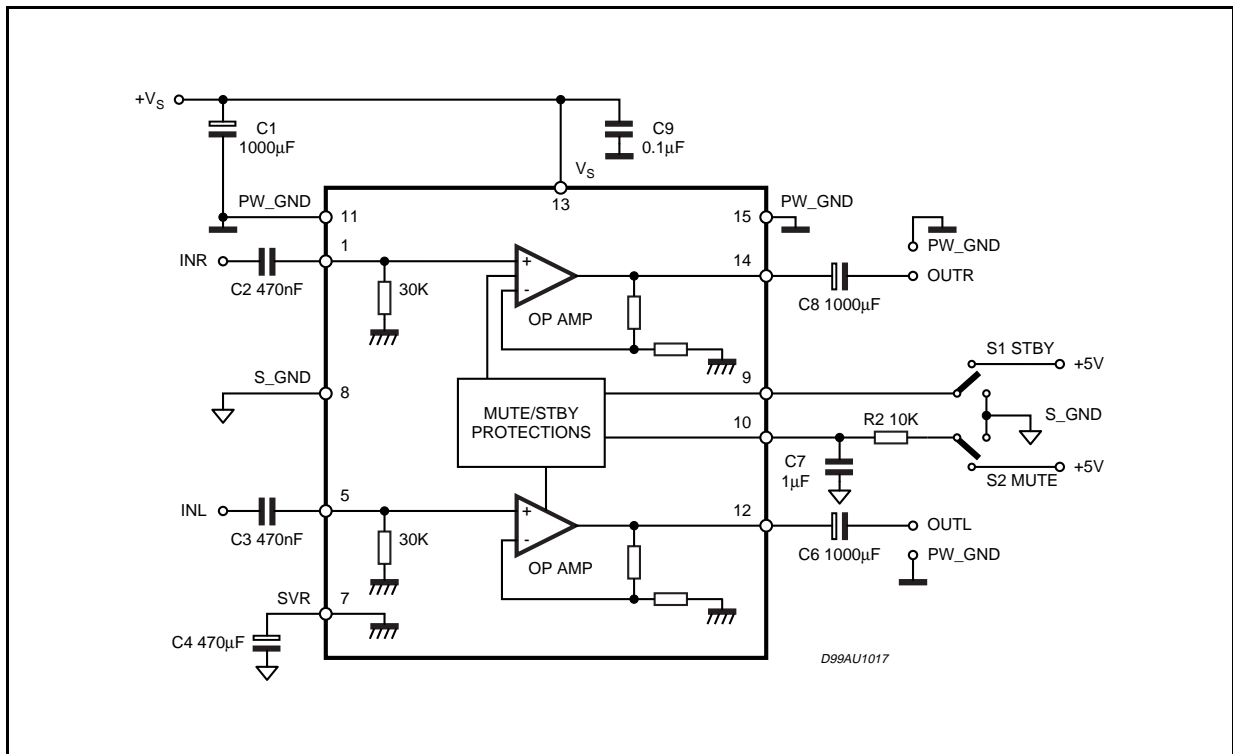 +VS
C1
1000µF
C9
0.1µF
VS
PW_GND
13
PW_GND
11
15
PW_GND
1
14
INR
OUTR
C2 470nF
30K
+
-
OP AMP
C8 1000µF
S1 STBY
+5V
S_GND
9
8
MUTE/STBY
PROTECTIONS
S_GND
10
R2 10K
C7
1µF
+5V
S2 MUTE
5
12
INL
OUTL
C3 470nF
30K
+
-
OP AMP
C6 1000µF
PW_GND
SVR
7
C4 470µF
D99AU1017